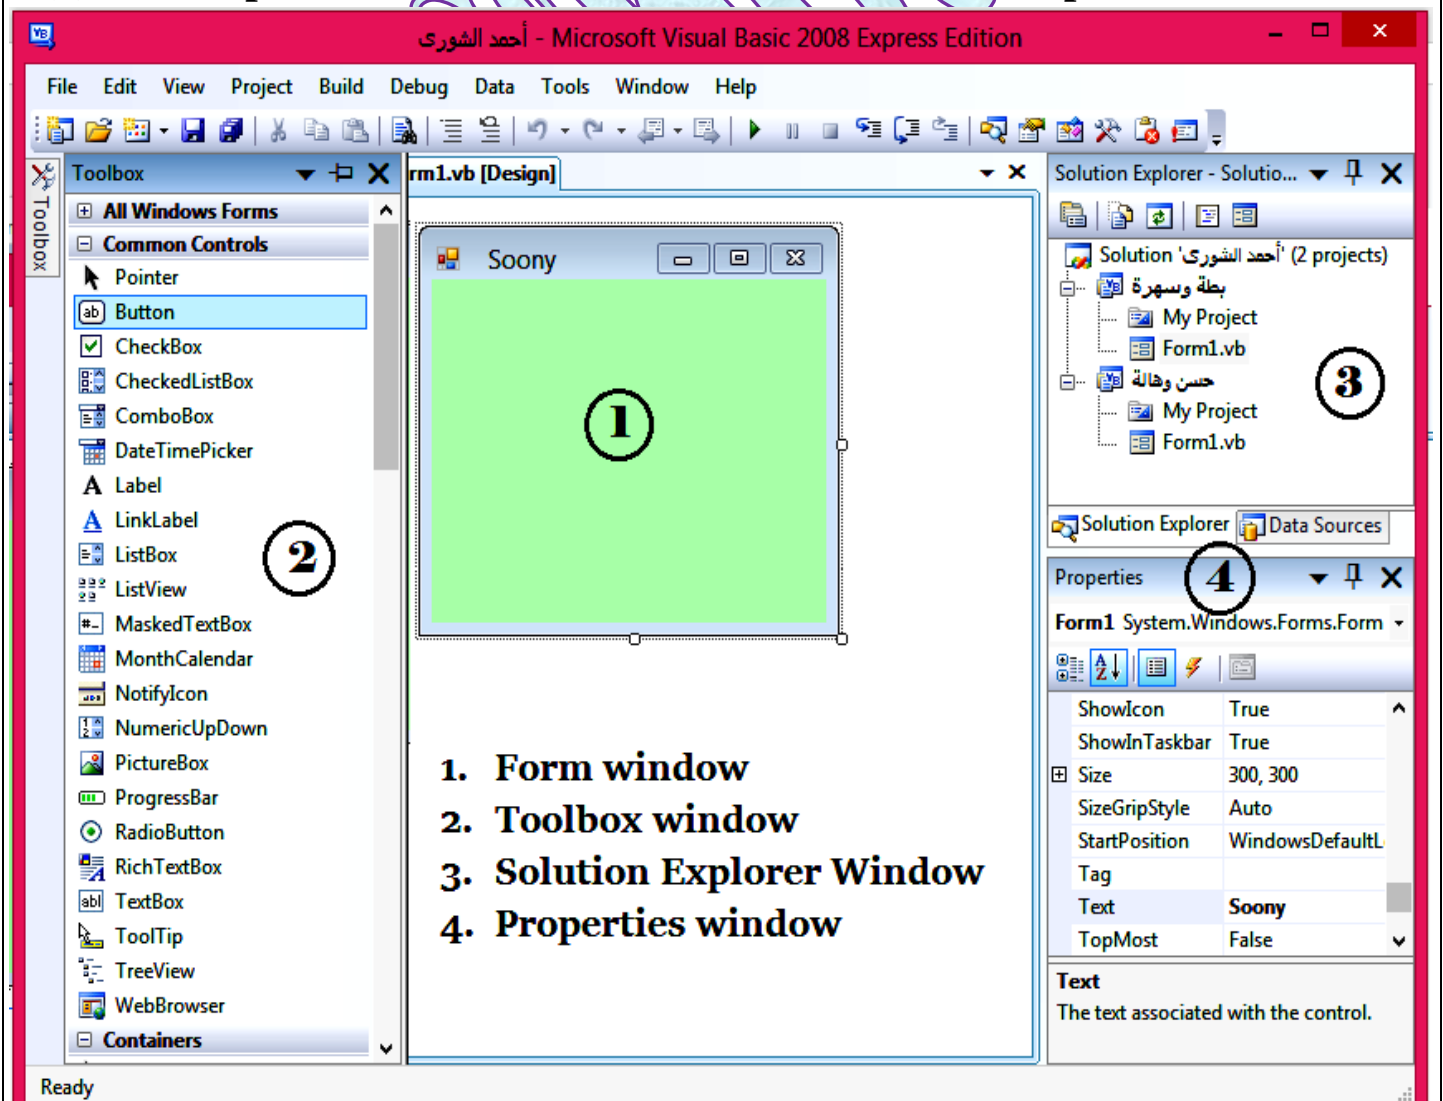 أحمد الشورى - Microsoft Visual Basic 2008 Express Edition
File Edit View Project Build Debug Data Tools Window Help
Toolbox
Toolbox
All Windows Forms
Common Controls
Pointer
Button
CheckBox
CheckedListBox
ComboBox
DateTimePicker
Label
LinkLabel
ListBox
ListView
MaskedTextBox
MonthCalendar
NotifyIcon
NumericUpDown
PictureBox
ProgressBar
RadioButton
RichTextBox
TextBox
ToolTip
TreeView
WebBrowser
Containers
2
rm1.vb [Design]
Soony
1
1. Form window
2. Toolbox window
3. Solution Explorer Window
4. Properties window
Solution Explorer - Solutio...
Solution 'أحمد الشورى' (2 projects)
بطة وسهرة
My Project
Form1.vb
حسن وهالة
My Project
Form1.vb
3
Solution Explorer Data Sources
Properties
4
Form1 System.Windows.Forms.Form
ShowIcon True
ShowInTaskbar True
Size 300, 300
SizeGripStyle Auto
StartPosition WindowsDefaultL
Tag
Text Soony
TopMost False
Text
The text associated with the control.
Ready